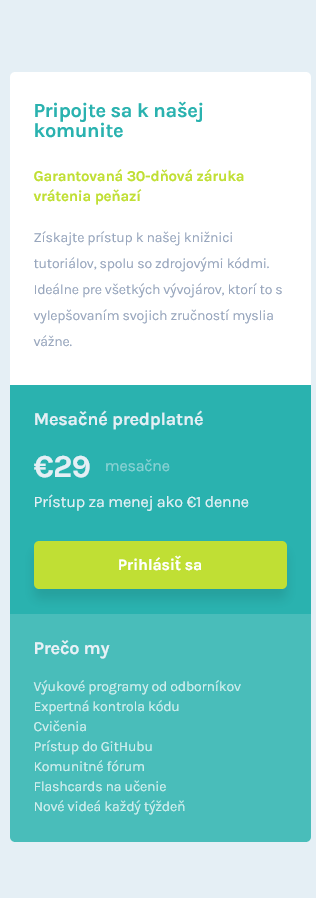 Pripojte sa k našej
komunite
Garantovaná 30-dňová záruka
vrátenia peňazí
Získajte prístup k našej knižnici
tutoriálov, spolu so zdrojovými kódmi.
Ideálne pre všetkých vývojárov, ktorí to s
vylepšovaním svojich zručností myslia
vážne.
Mesačné predplatné
€29 mesačne
Prístup za menej ako €1 denne
Prihlásiť sa
Prečo my
Výukové programy od odborníkov
Expertná kontrola kódu
Cvičenia
Prístup do GitHubu
Komunitné fórum
Flashcards na učenie
Nové videá každý týždeň